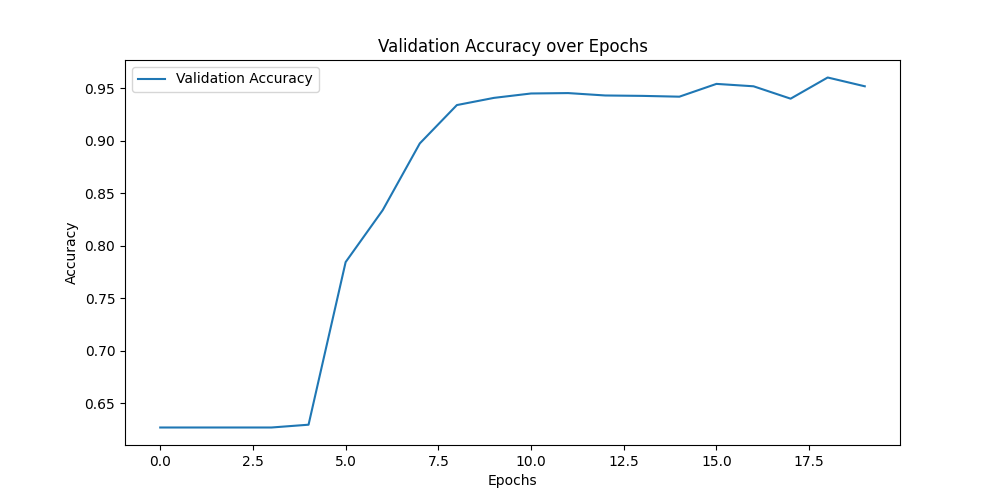 Validation Accuracy over Epochs
Validation Accuracy
0.95
0.90
0.85
0.80
0.75
0.70
0.65
Accuracy
0.0 2.5 5.0 7.5 10.0 12.5 15.0 17.5
Epochs